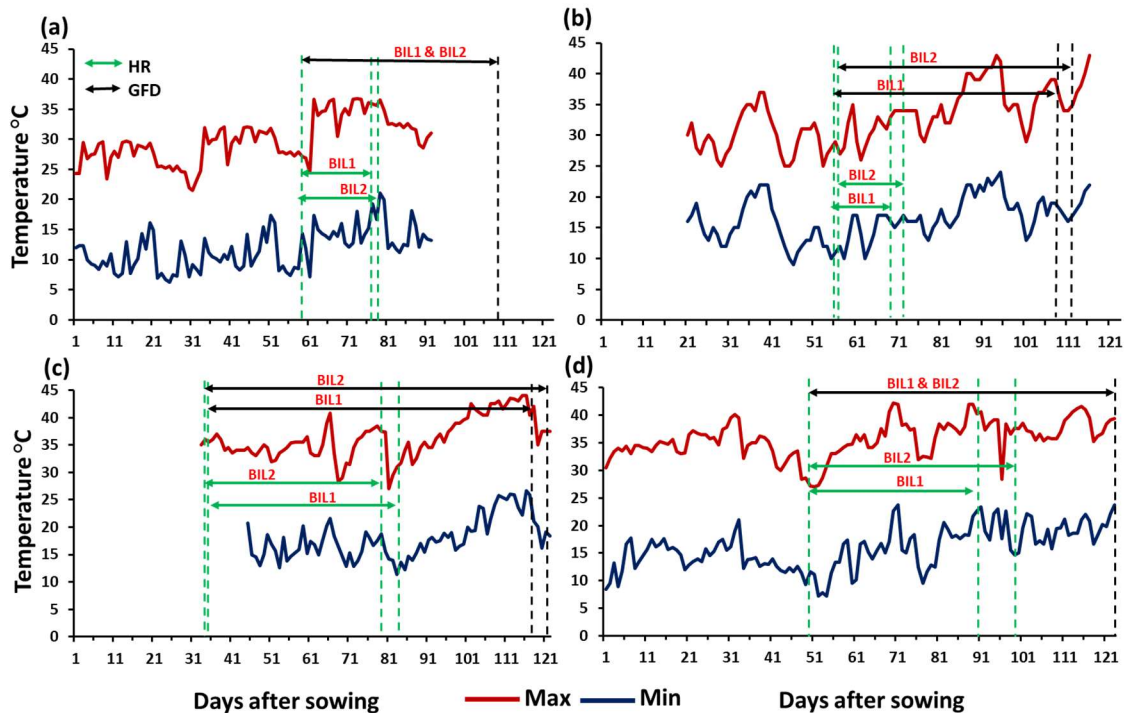 (a)
HR
GFD
BIL1 & BIL2
BIL1
BIL2
45
40
35
30
25
20
15
10
5
0
1 11 21 31 41 51 61 71 81 91 101 111 121
(b)
BIL2
BIL1
BIL2
BIL1
45
40
35
30
25
20
15
10
5
0
1 11 21 31 41 51 61 71 81 91 101 111 121
Temperature °C
(c)
BIL2
BIL1
BIL2
BIL1
45
40
35
30
25
20
15
10
5
0
1 11 21 31 41 51 61 71 81 91 101 111 121
(d)
BIL1 & BIL2
BIL2
BIL1
45
40
35
30
25
20
15
10
5
0
1 11 21 31 41 51 61 71 81 91 101 111 121
Temperature °C
Days after sowing
Max
Min
Days after sowing